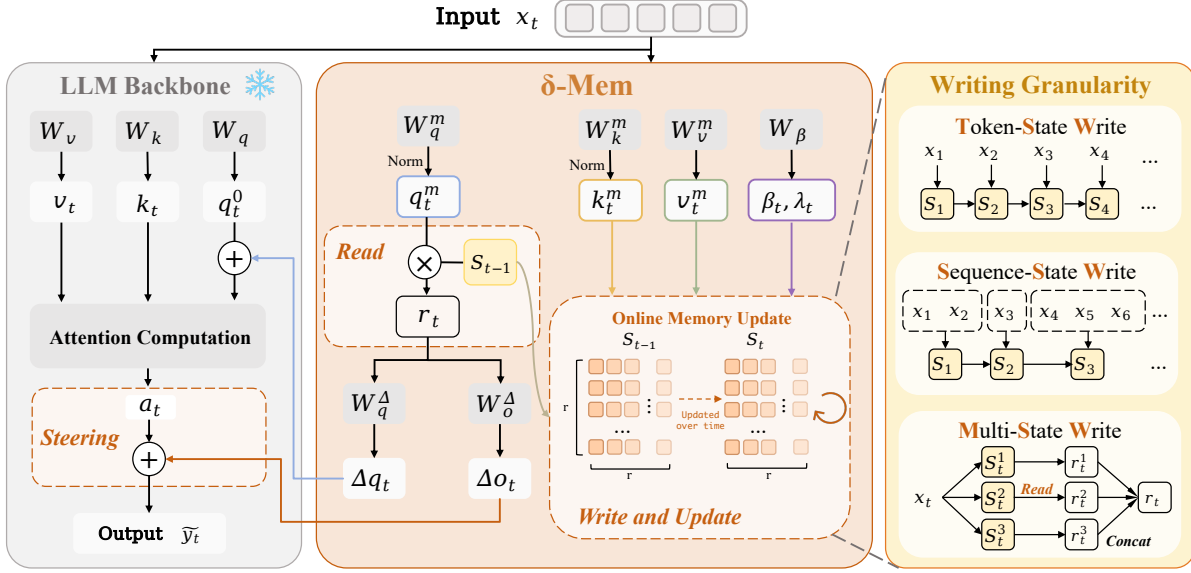 Input x_t
LLM Backbone
W_v W_k W_q
v_t k_t q_t^0
+
Attention Computation
a_t
Steering
+
Output ỹ_t
δ-Mem
W_q^m W_k^m W_v^m W_β
Norm Norm
q_t^m k_t^m v_t^m β_t, λ_t
Read
× S_{t-1}
r_t
W_q^Δ W_o^Δ
Δq_t Δo_t
Online Memory Update
S_{t-1} S_t
r
Updated
over time
... ...
r r
Write and Update
Writing Granularity
Token-State Write
x_1 x_2 x_3 x_4 ...
S_1 S_2 S_3 S_4 ...
Sequence-State Write
x_1 x_2 x_3 x_4 x_5 x_6 ...
S_1 S_2 S_3 ...
Multi-State Write
S_t^1 r_t^1
x_t S_t^2 Read r_t^2 r_t
S_t^3 r_t^3 Concat